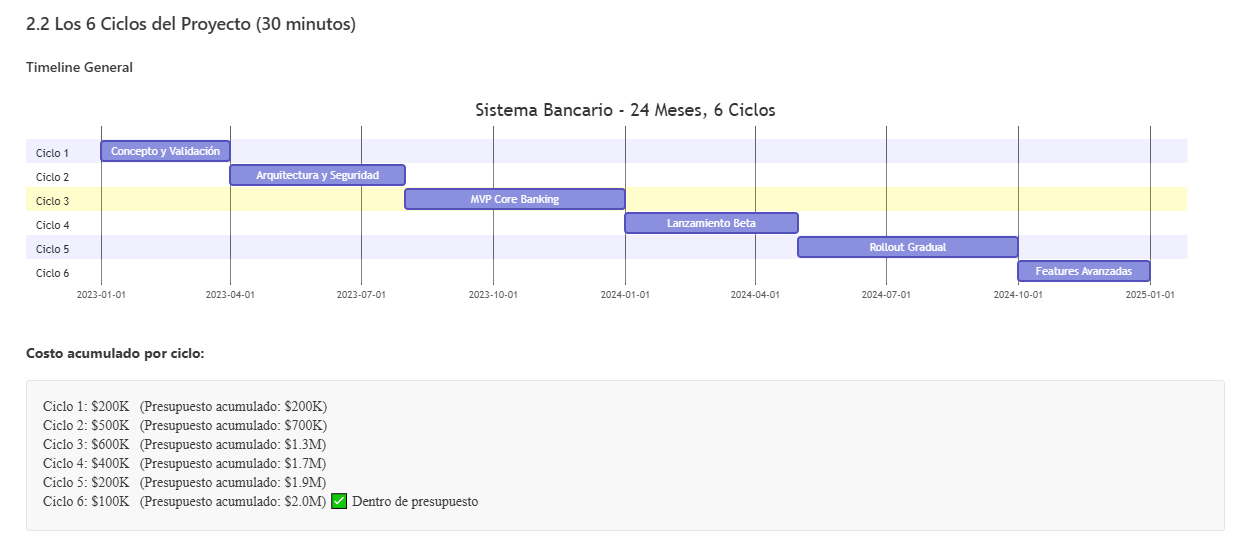 2.2 Los 6 Ciclos del Proyecto (30 minutos)
Timeline General
Sistema Bancario - 24 Meses, 6 Ciclos
Ciclo 1 Concepto y Validación
Ciclo 2 Arquitectura y Seguridad
Ciclo 3 MVP Core Banking
Ciclo 4 Lanzamiento Beta
Ciclo 5 Rollout Gradual
Ciclo 6 Features Avanzadas
2023-01-01 2023-04-01 2023-07-01 2023-10-01 2024-01-01 2024-04-01 2024-07-01 2024-10-01 2025-01-01
Costo acumulado por ciclo:
Ciclo 1: $200K (Presupuesto acumulado: $200K)
Ciclo 2: $500K (Presupuesto acumulado: $700K)
Ciclo 3: $600K (Presupuesto acumulado: $1.3M)
Ciclo 4: $400K (Presupuesto acumulado: $1.7M)
Ciclo 5: $200K (Presupuesto acumulado: $1.9M)
Ciclo 6: $100K (Presupuesto acumulado: $2.0M) ✅ Dentro de presupuesto